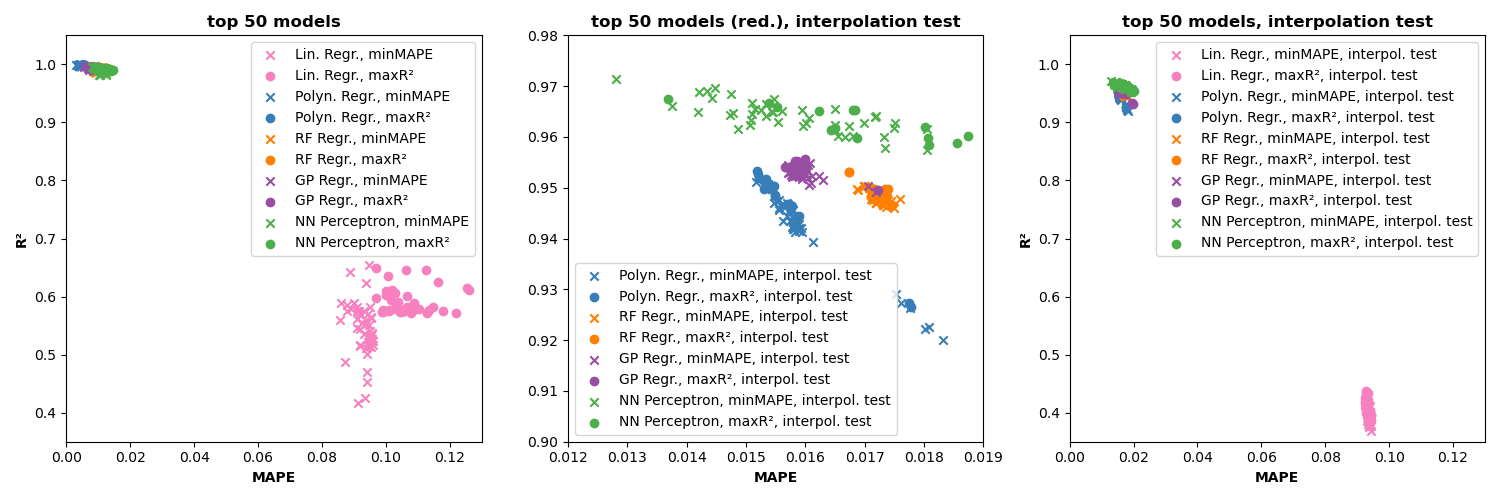 top 50 models
R²
1.0
0.9
0.8
0.7
0.6
0.5
0.4
Lin. Regr., minMAPE
Lin. Regr., maxR²
Polyn. Regr., minMAPE
Polyn. Regr., maxR²
RF Regr., minMAPE
RF Regr., maxR²
GP Regr., minMAPE
GP Regr., maxR²
NN Perceptron, minMAPE
NN Perceptron, maxR²
0.00 0.02 0.04 0.06 0.08 0.10 0.12
MAPE
top 50 models (red.), interpolation test
0.98
0.97
0.96
0.95
0.94
0.93
0.92
0.91
0.90
Polyn. Regr., minMAPE, interpol. test
Polyn. Regr., maxR², interpol. test
RF Regr., minMAPE, interpol. test
RF Regr., maxR², interpol. test
GP Regr., minMAPE, interpol. test
GP Regr., maxR², interpol. test
NN Perceptron, minMAPE, interpol. test
NN Perceptron, maxR², interpol. test
0.012 0.013 0.014 0.015 0.016 0.017 0.018 0.019
MAPE
top 50 models, interpolation test
R²
1.0
0.9
0.8
0.7
0.6
0.5
0.4
Lin. Regr., minMAPE, interpol. test
Lin. Regr., maxR², interpol. test
Polyn. Regr., minMAPE, interpol. test
Polyn. Regr., maxR², interpol. test
RF Regr., minMAPE, interpol. test
RF Regr., maxR², interpol. test
GP Regr., minMAPE, interpol. test
GP Regr., maxR², interpol. test
NN Perceptron, minMAPE, interpol. test
NN Perceptron, maxR², interpol. test
0.00 0.02 0.04 0.06 0.08 0.10 0.12
MAPE